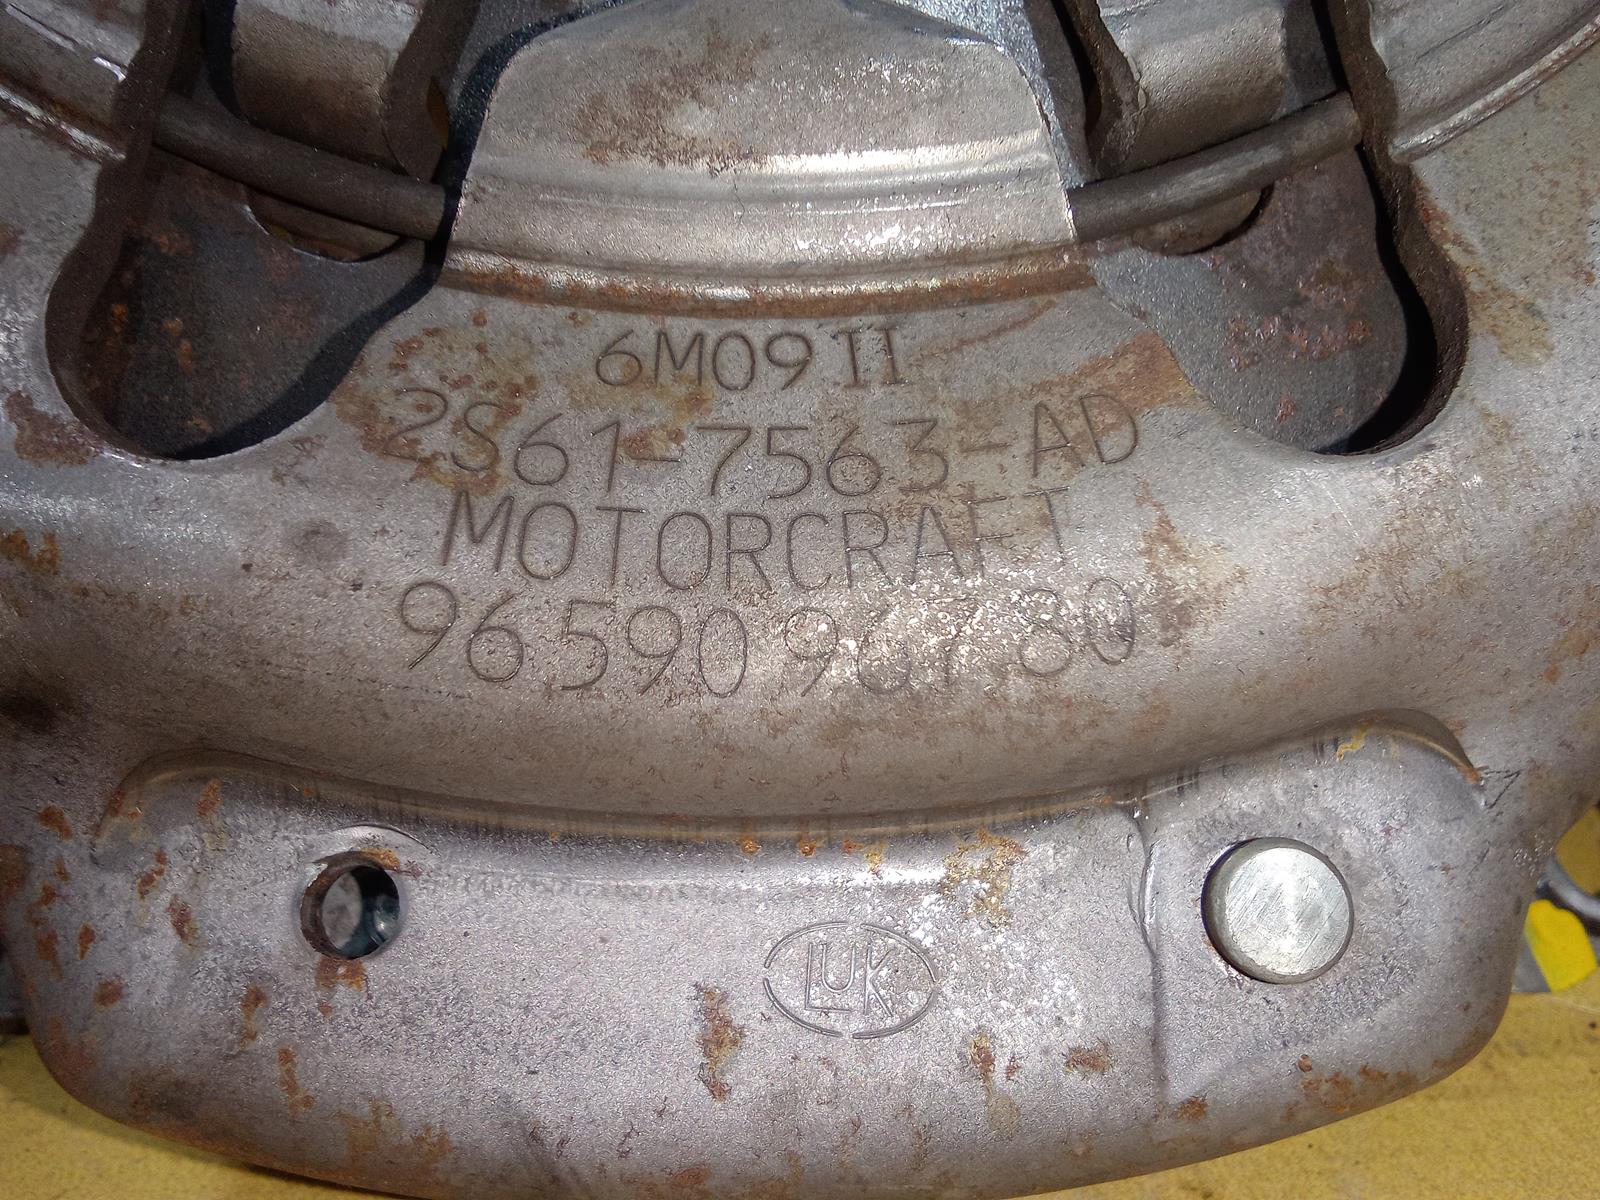 6M09 II
2S61-7563-AD
MOTORCRAFT
96 590 967 80
LUK